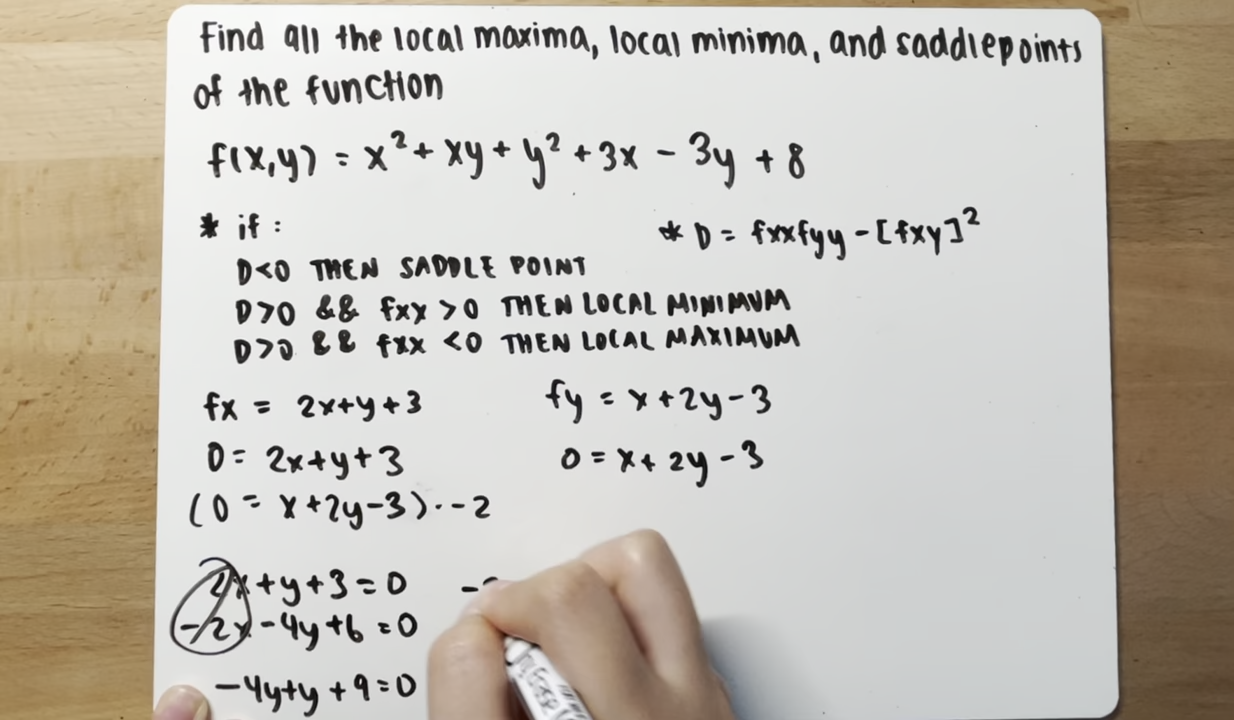 Find all the local maxima, local minima, and saddlepoints
of the function
f(x,y) = x² + xy + y² + 3x - 3y + 8
* if :
* D = fxxfyy - [fxy]²
D<0 THEN SADDLE POINT
D>0 && fxx >0 THEN LOCAL MINIMUM
D>0 && fxx <0 THEN LOCAL MAXIMUM
fx = 2x+y+3
fy = x+2y-3
0= 2x+y+3
0 = x+ 2y -3
(0 = x+2y-3)·-2
2x+y+3=0
-2x-4y+6=0
-4y+y+9=0